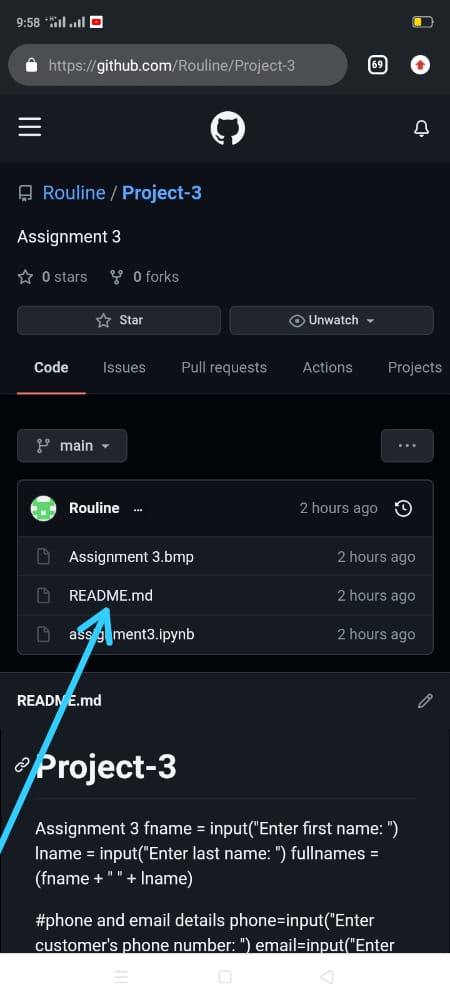 9:58
69
https://github.com/Rouline/Project-3
Rouline / Project-3
Assignment 3
0 stars 0 forks
Star Unwatch
Code Issues Pull requests Actions Projects
main ...
Rouline ... 2 hours ago
Assignment 3.bmp 2 hours ago
README.md 2 hours ago
assignment3.ipynb 2 hours ago
README.md
Project-3
Assignment 3 fname = input("Enter first name: ")
lname = input("Enter last name: ") fullnames =
(fname + " " + lname)
#phone and email details phone=input("Enter
customer's phone number: ") email=input("Enter